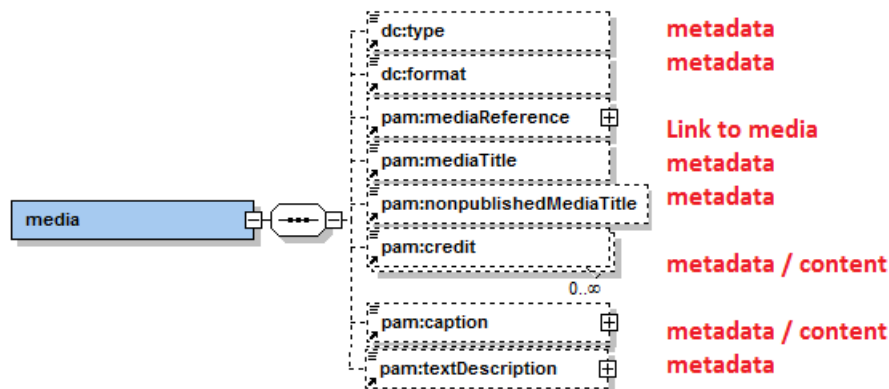 dc:type metadata
dc:format metadata
pam:mediaReference Link to media
pam:mediaTitle metadata
media pam:nonpublishedMediaTitle metadata
pam:credit metadata / content
0..∞
pam:caption metadata / content
pam:textDescription metadata